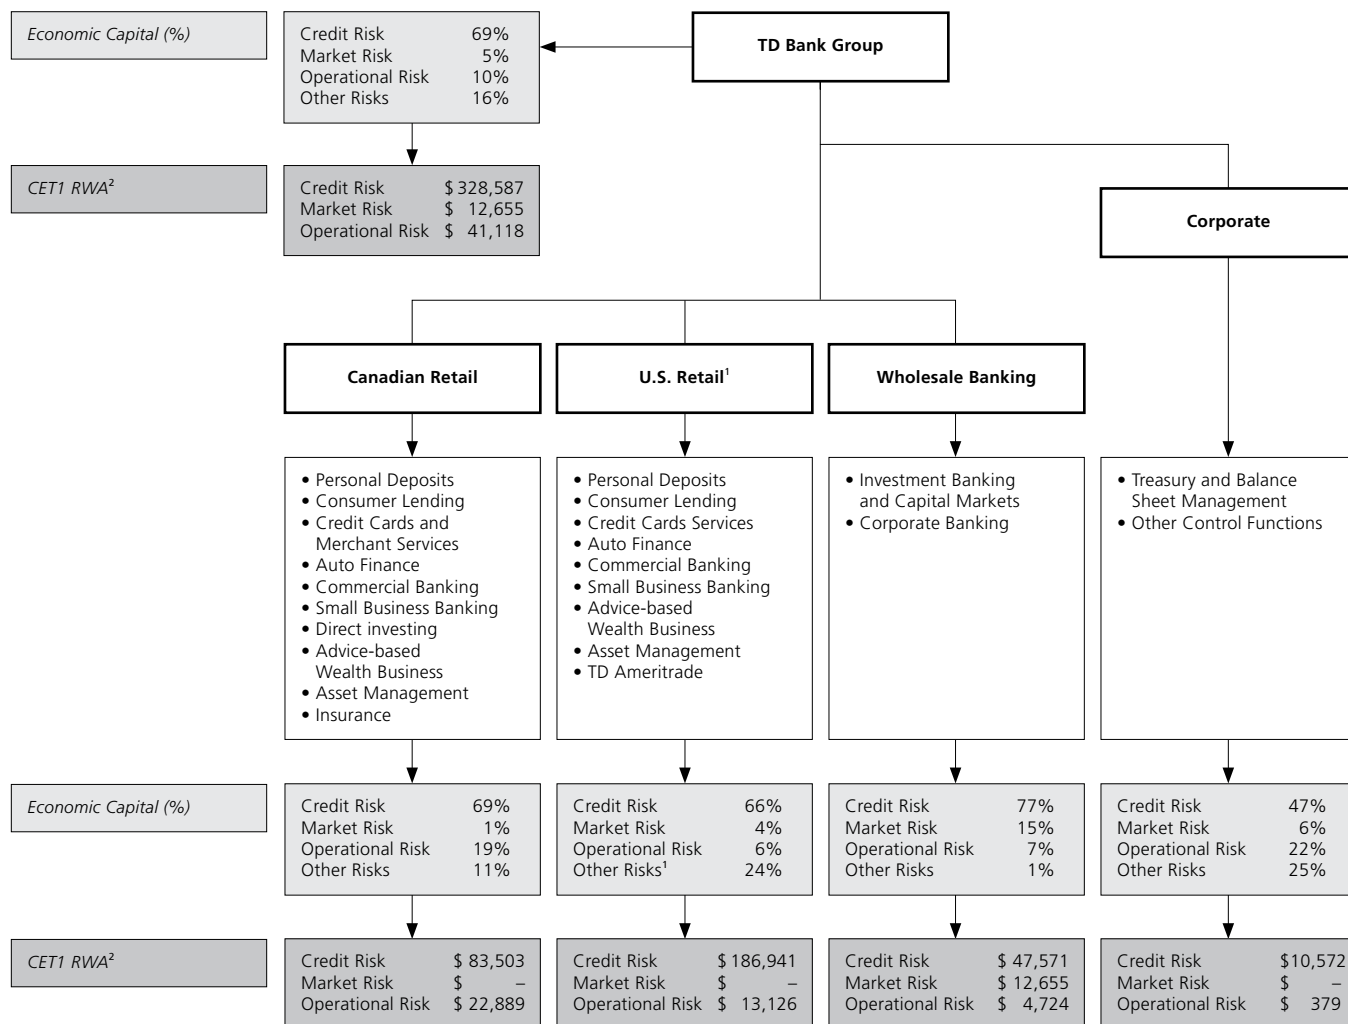 Economic Capital (%)
Credit Risk 69%
Market Risk 5%
Operational Risk 10%
Other Risks 16%
TD Bank Group
CET1 RWA²
Credit Risk $ 328,587
Market Risk $ 12,655
Operational Risk $ 41,118
Corporate
Canadian Retail
U.S. Retail¹
Wholesale Banking
• Personal Deposits
• Consumer Lending
• Credit Cards and
Merchant Services
• Auto Finance
• Commercial Banking
• Small Business Banking
• Direct investing
• Advice-based
Wealth Business
• Asset Management
• Insurance
• Personal Deposits
• Consumer Lending
• Credit Cards Services
• Auto Finance
• Commercial Banking
• Small Business Banking
• Advice-based
Wealth Business
• Asset Management
• TD Ameritrade
• Investment Banking
and Capital Markets
• Corporate Banking
• Treasury and Balance
Sheet Management
• Other Control Functions
Economic Capital (%)
Credit Risk 69%
Market Risk 1%
Operational Risk 19%
Other Risks 11%
Credit Risk 66%
Market Risk 4%
Operational Risk 6%
Other Risks¹ 24%
Credit Risk 77%
Market Risk 15%
Operational Risk 7%
Other Risks 1%
Credit Risk 47%
Market Risk 6%
Operational Risk 22%
Other Risks 25%
CET1 RWA²
Credit Risk $ 83,503
Market Risk $ –
Operational Risk $ 22,889
Credit Risk $ 186,941
Market Risk $ –
Operational Risk $ 13,126
Credit Risk $ 47,571
Market Risk $ 12,655
Operational Risk $ 4,724
Credit Risk $10,572
Market Risk $ –
Operational Risk $ 379